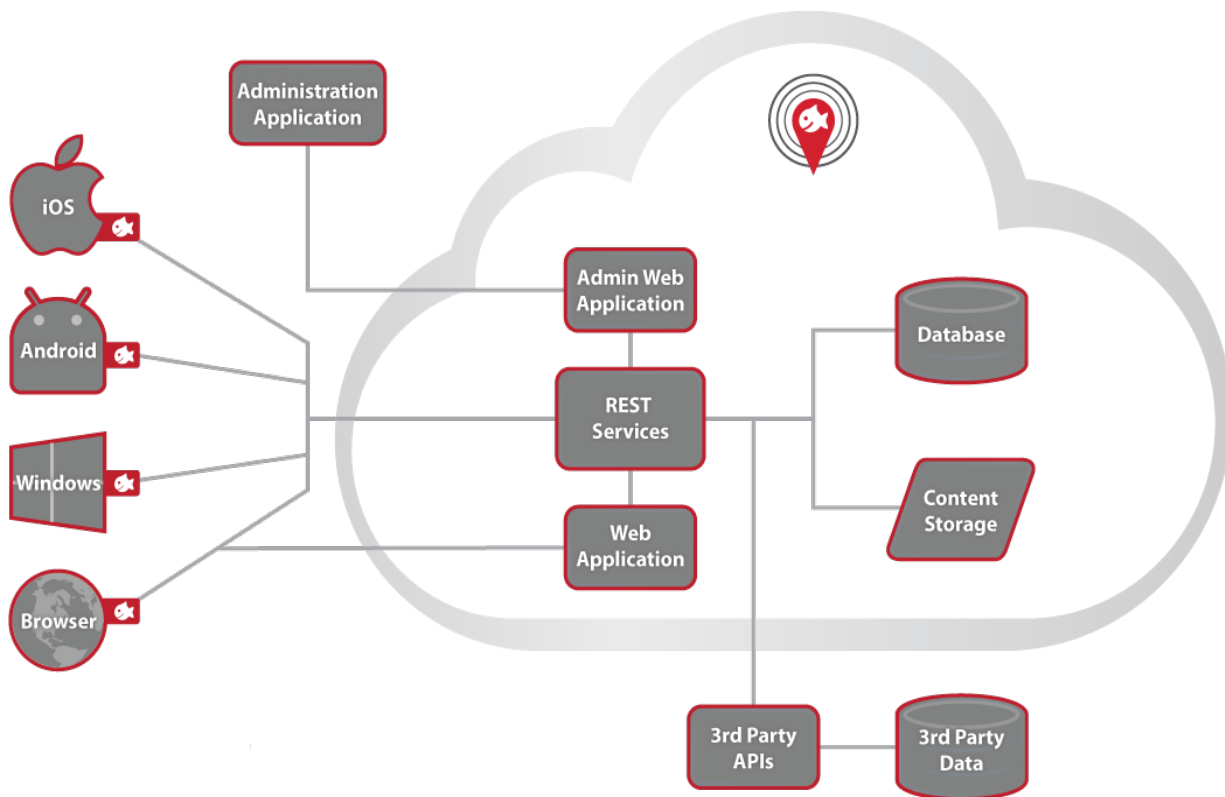 Administration
Application
iOS
Admin Web
Application
Android
Database
REST
Services
Windows
Content
Storage
Web
Application
Browser
3rd Party
APIs
3rd Party
Data